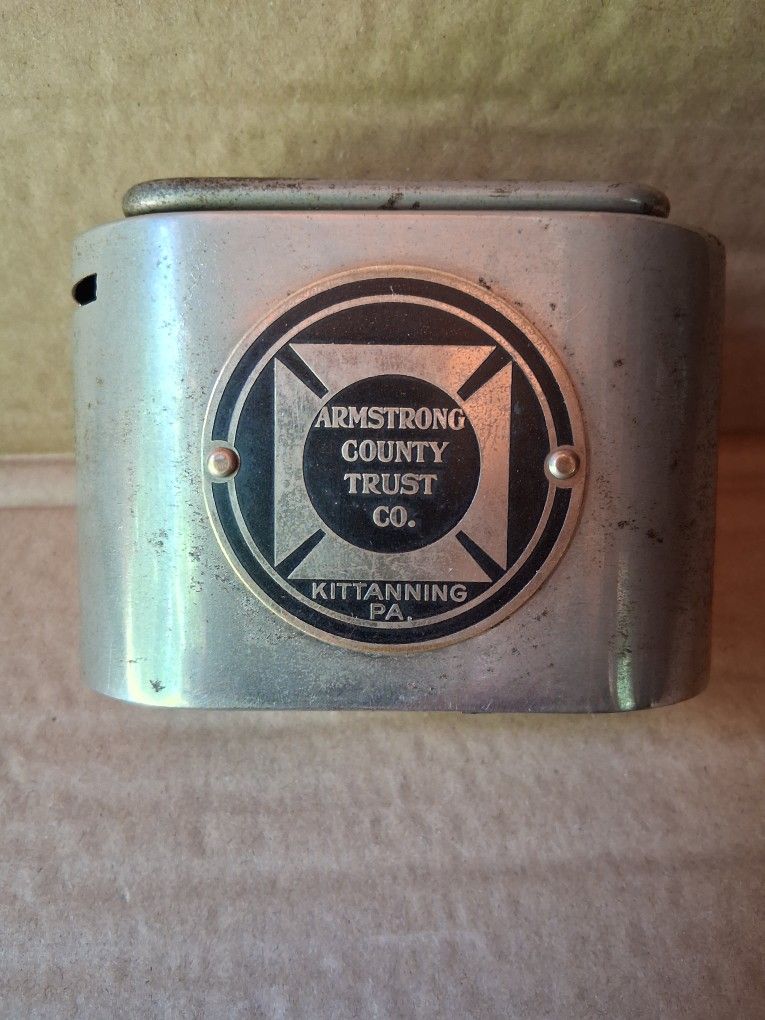 ARMSTRONG
COUNTY
TRUST
CO.
KITTANNING
PA.